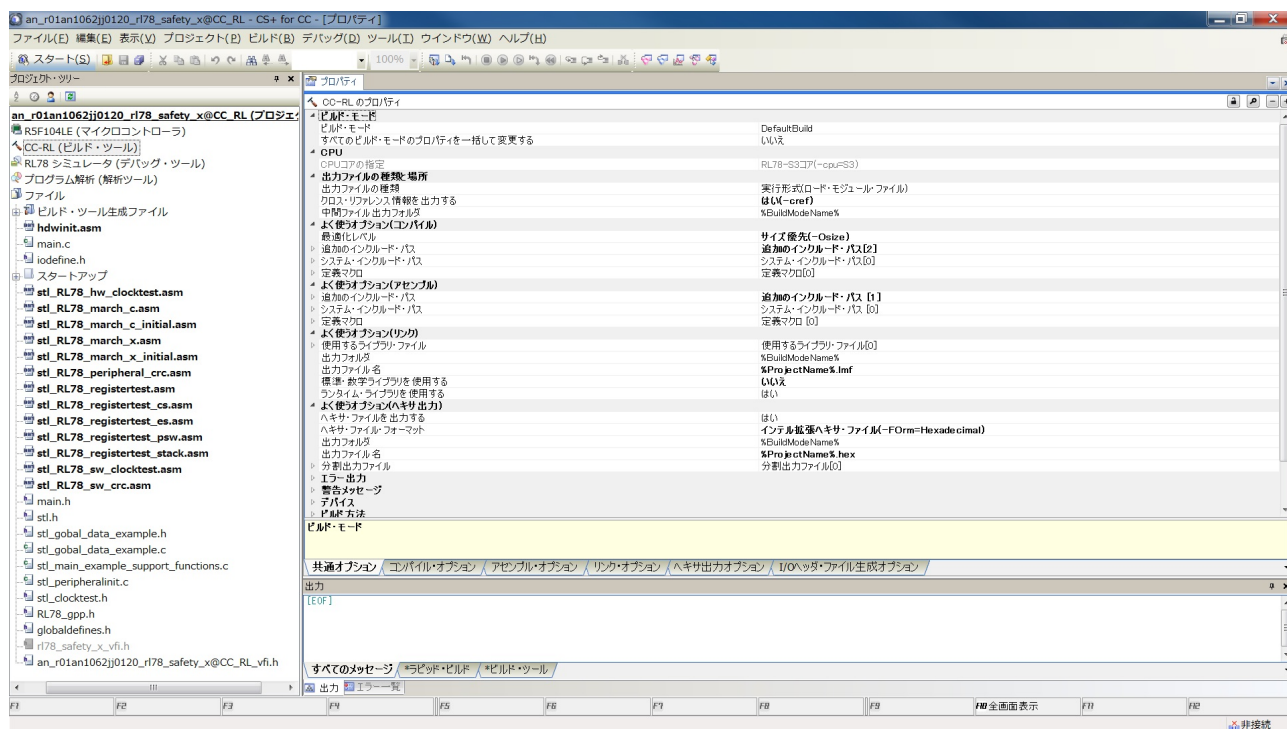 an_r01an1062jj0120_rl78_safety_x@CC_RL - CS+ for CC - [プロパティ]
ファイル(F) 編集(E) 表示(V) プロジェクト(P) ビルド(B) デバッグ(D) ツール(T) ウインドウ(W) ヘルプ(H)
スタート(S) 100%
プロジェクト・ツリー
プロパティ
an_r01an1062jj0120_rl78_safety_x@CC_RL (プロジェ
R5F104LE (マイクロコントローラ)
CC-RL (ビルド・ツール)
RL78 シミュレータ (デバッグ・ツール)
プログラム解析 (解析ツール)
ファイル
ビルド・ツール生成ファイル
hdwinit.asm
main.c
iodefine.h
スタートアップ
stl_RL78_hw_clocktest.asm
stl_RL78_march_c.asm
stl_RL78_march_c_initial.asm
stl_RL78_march_x.asm
stl_RL78_march_x_initial.asm
stl_RL78_peripheral_crc.asm
stl_RL78_registertest.asm
stl_RL78_registertest_cs.asm
stl_RL78_registertest_es.asm
stl_RL78_registertest_psw.asm
stl_RL78_registertest_stack.asm
stl_RL78_sw_clocktest.asm
stl_RL78_sw_crc.asm
main.h
stl.h
stl_gobal_data_example.h
stl_gobal_data_example.c
stl_main_example_support_functions.c
stl_peripheralinit.c
stl_clocktest.h
RL78_gpp.h
globaldefines.h
rl78_safety_x_vfi.h
an_r01an1062jj0120_rl78_safety_x@CC_RL_vfi.h
CC-RL のプロパティ
ビルド・モード
ビルド・モード DefaultBuild
すべてのビルド・モードのプロパティを一括して変更する いいえ
CPU
CPUコアの指定 RL78-S3コア(-cpu=S3)
出力ファイルの種類と場所
出力ファイルの種類 実行形式(ロード・モジュール・ファイル)
クロス・リファレンス情報を出力する はい(-cref)
中間ファイル出力フォルダ %BuildModeName%
よく使うオプション(コンパイル)
最適化レベル サイズ優先(-Osize)
追加のインクルード・パス 追加のインクルード・パス[2]
システム・インクルード・パス システム・インクルード・パス[0]
定義マクロ 定義マクロ[0]
よく使うオプション(アセンブル)
追加のインクルード・パス 追加のインクルード・パス [1]
システム・インクルード・パス システム・インクルード・パス [0]
定義マクロ 定義マクロ [0]
よく使うオプション(リンク)
使用するライブラリ・ファイル 使用するライブラリ・ファイル[0]
出力フォルダ %BuildModeName%
出力ファイル名 %ProjectName%.lmf
標準・数学ライブラリを使用する いいえ
ランタイム・ライブラリを使用する はい
よく使うオプション(ヘキサ出力)
ヘキサ・ファイルを出力する はい
ヘキサ・ファイル・フォーマット インテル拡張ヘキサ・ファイル(-FOrm=Hexadecimal)
出力フォルダ %BuildModeName%
出力ファイル名 %ProjectName%.hex
分割出力ファイル 分割出力ファイル[0]
エラー出力
警告メッセージ
デバイス
ビルド方法
ビルド・モード
共通オプション コンパイル・オプション アセンブル・オプション リンク・オプション ヘキサ出力オプション I/Oヘッダ・ファイル生成オプション
出力
[EOF]
すべてのメッセージ *ラピッド・ビルド *ビルド・ツール
出力 エラー一覧
F1 F2 F3 F4 F5 F6 F7 F8 F9 F10 全画面表示 F11 F12
非接続